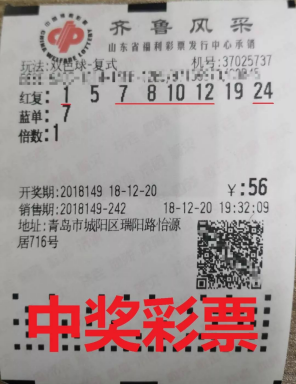 齐鲁风采
山东省福利彩票发行中心承销
玩法:双色球-复式 机号:37025737
红复: 1 5 7 8 10 12 19 24
蓝单: 7
倍数:1
开奖期:2018149 18-12-20 ￥:56
销售期:2018149-242 18-12-20 19:32:09
地址:青岛市城阳区瑞阳路怡源
居716号
中奖彩票